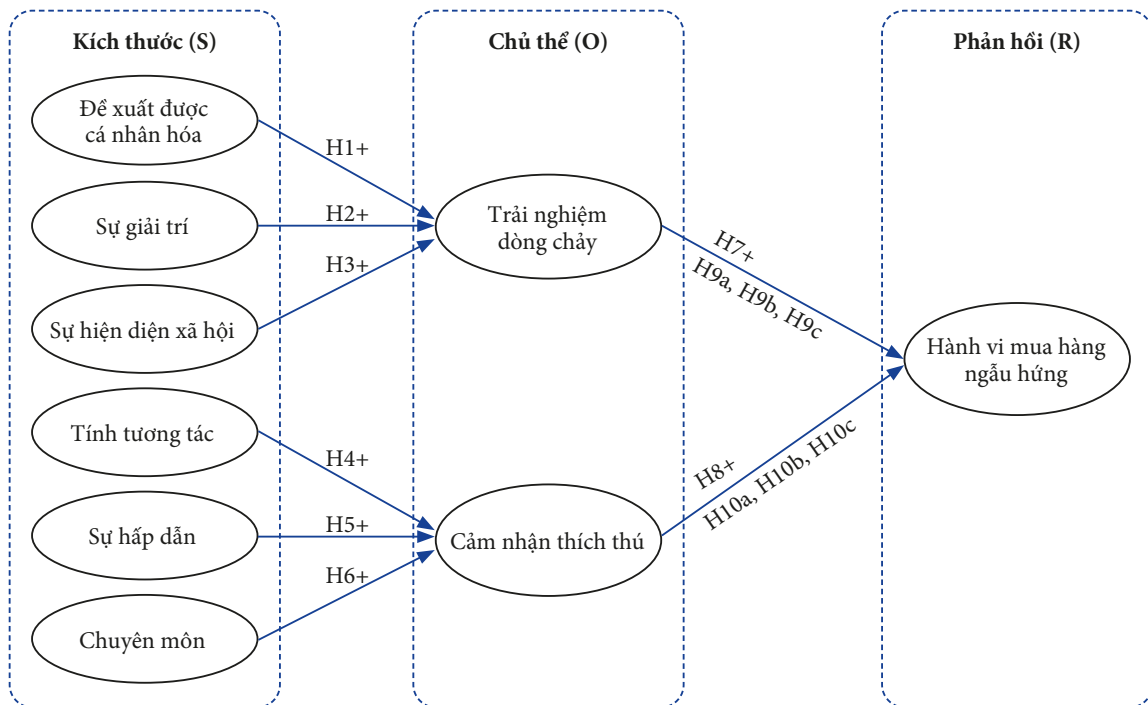 Kích thước (S)
Đề xuất được
cá nhân hóa
Sự giải trí
Sự hiện diện xã hội
Tính tương tác
Sự hấp dẫn
Chuyên môn
H1+
H2+
H3+
H4+
H5+
H6+
Chủ thể (O)
Trải nghiệm
dòng chảy
Cảm nhận thích thú
H7+
H9a, H9b, H9c
H8+
H10a, H10b, H10c
Phản hồi (R)
Hành vi mua hàng
ngẫu hứng